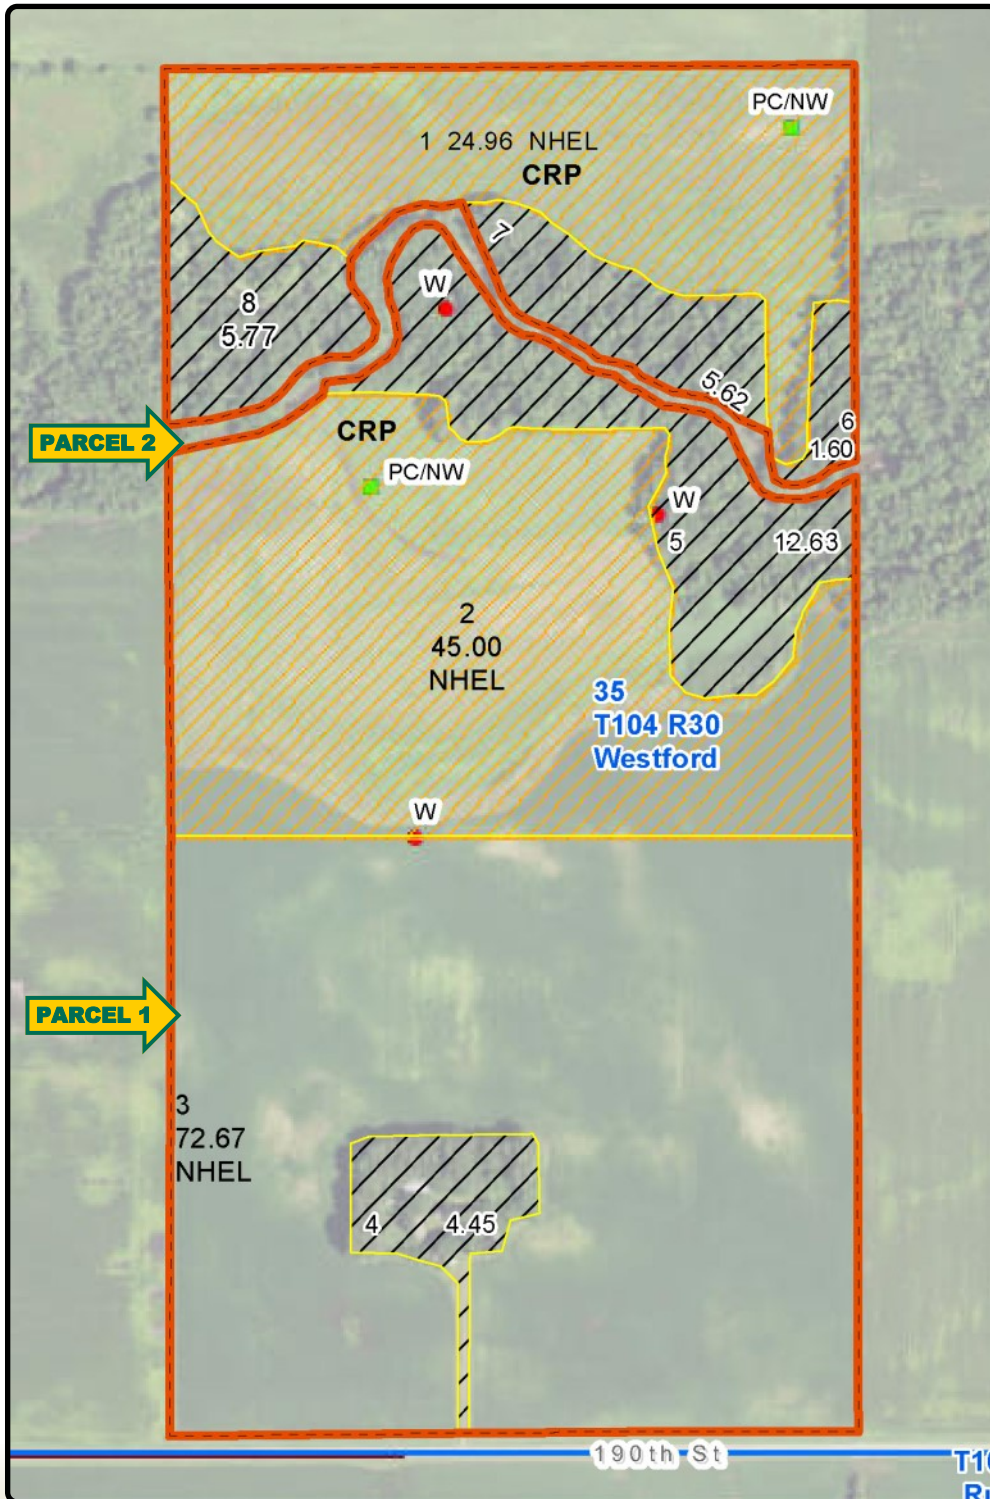 PC/NW
1 24.96 NHEL
CRP
7
W
8
5.77
5.62
6
1.60
PARCEL 2
CRP
PC/NW
W
5
12.63
2
45.00
NHEL
35
T104 R30
Westford
W
PARCEL 1
3
72.67
NHEL
4 4.45
190th St